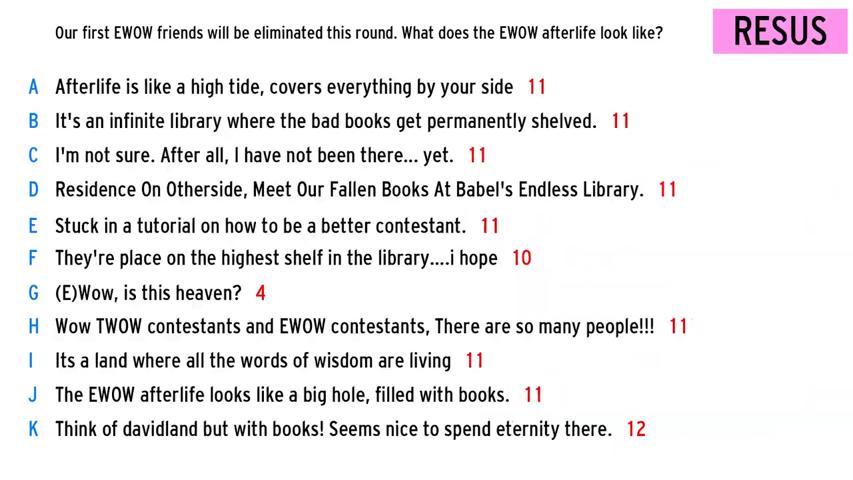 Our first EWOW friends will be eliminated this round. What does the EWOW afterlife look like?
RESUS
A Afterlife is like a high tide, covers everything by your side 11
B It's an infinite library where the bad books get permanently shelved. 11
C I'm not sure. After all, I have not been there... yet. 11
D Residence On Otherside, Meet Our Fallen Books At Babel's Endless Library. 11
E Stuck in a tutorial on how to be a better contestant. 11
F They're place on the highest shelf in the library....i hope 10
G (E)Wow, is this heaven? 4
H Wow TWOW contestants and EWOW contestants, There are so many people!!! 11
I Its a land where all the words of wisdom are living 11
J The EWOW afterlife looks like a big hole, filled with books. 11
K Think of davidland but with books! Seems nice to spend eternity there. 12